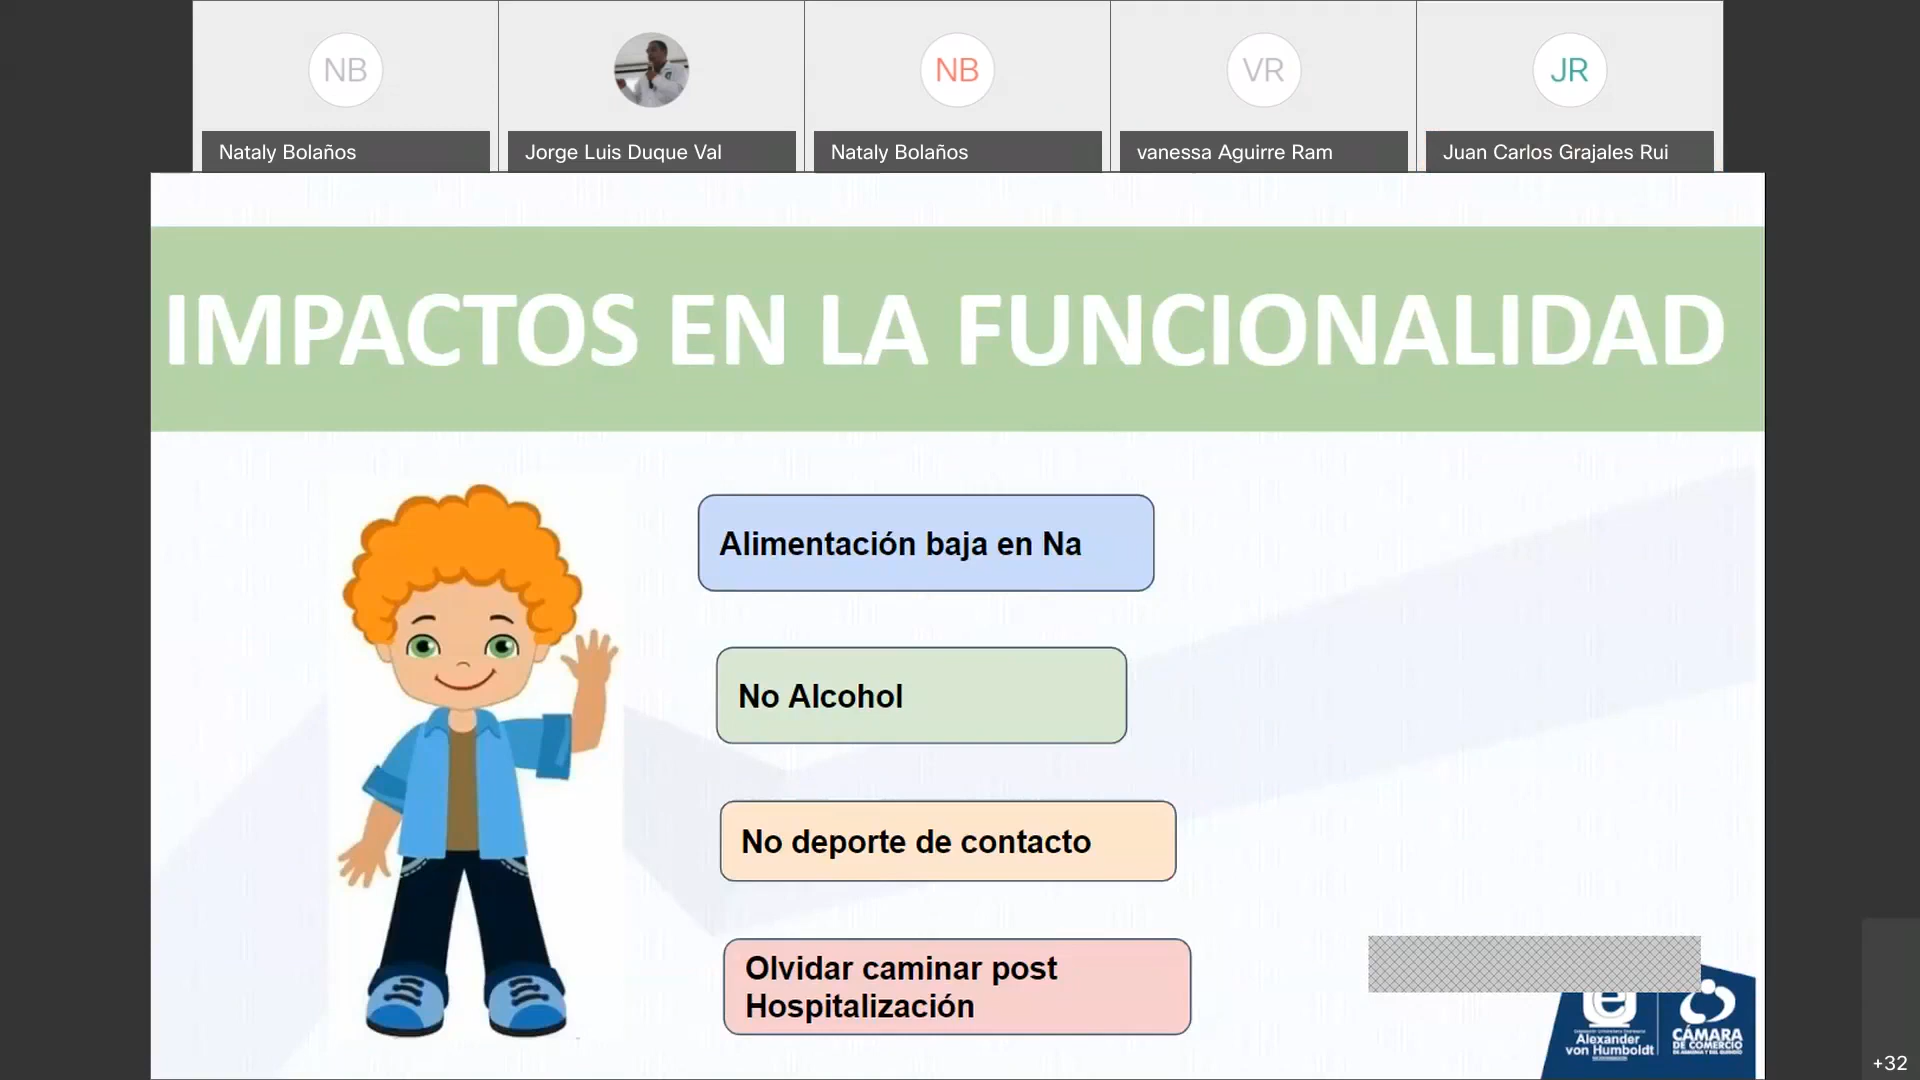 NB
NB
VR
JR
Nataly Bolaños
Jorge Luis Duque Val
Nataly Bolaños
vanessa Aguirre Ram
Juan Carlos Grajales Rui
IMPACTOS EN LA FUNCIONALIDAD
Alimentación baja en Na
No Alcohol
No deporte de contacto
Olvidar caminar post
Hospitalización
Alexander
von Humboldt
CÁMARA
DE COMERCIO
+32